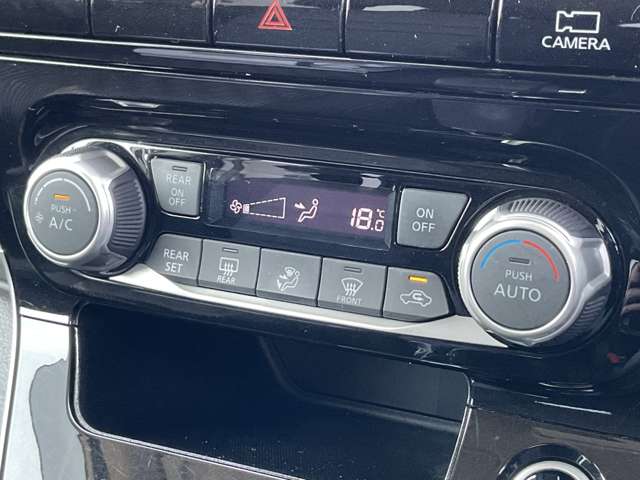 CAMERA
PUSH
A/C
REAR
ON
OFF
18.0
°C
ON
OFF
REAR
SET
REAR
FRONT
PUSH
AUTO